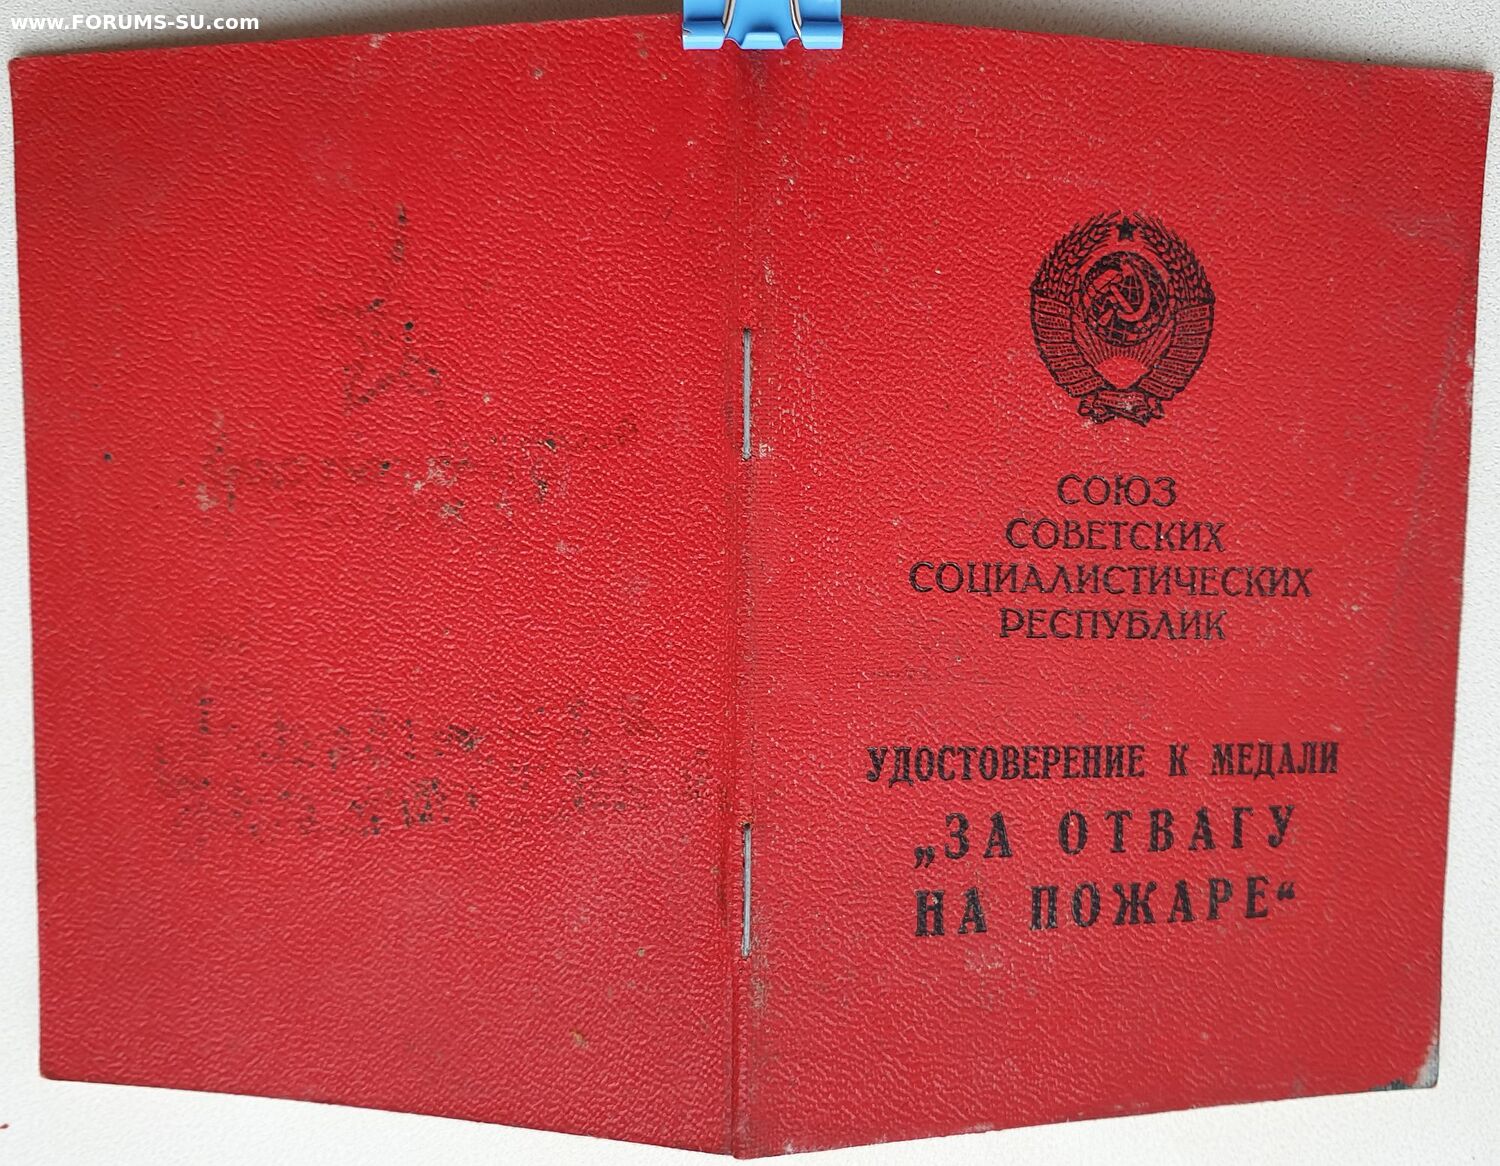 www.FORUMS-SU.com
СОЮЗ
СОВЕТСКИХ
СОЦИАЛИСТИЧЕСКИХ
РЕСПУБЛИК
УДОСТОВЕРЕНИЕ К МЕДАЛИ
„ЗА ОТВАГУ
НА ПОЖАРЕ“